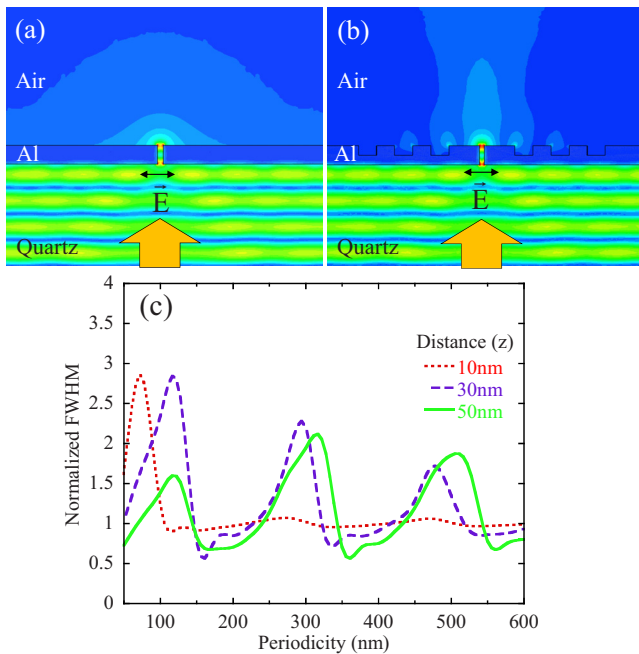 (a)
Air
Al
E
Quartz
(b)
Air
Al
E
Quartz
(c)
Normalized FWHM
4
3.5
3
2.5
2
1.5
1
0.5
0
Distance (z)
10nm
30nm
50nm
100
200
300
400
500
600
Periodicity (nm)